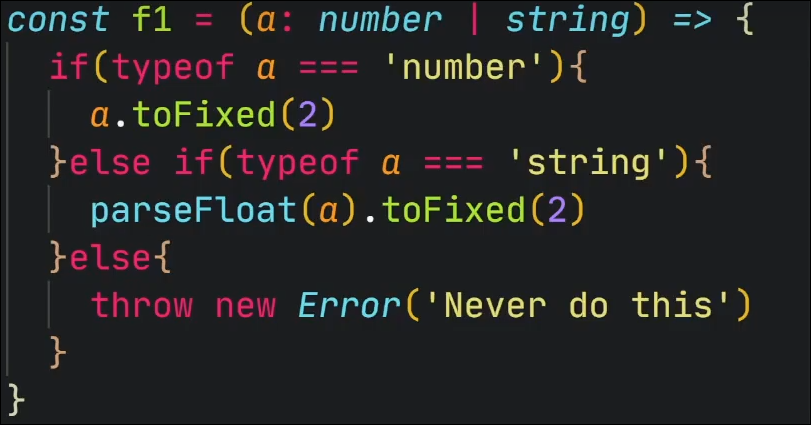 const f1 = (a: number | string) => {
  if(typeof a === 'number'){
    a.toFixed(2)
  }else if(typeof a === 'string'){
    parseFloat(a).toFixed(2)
  }else{
    throw new Error('Never do this')
  }
}